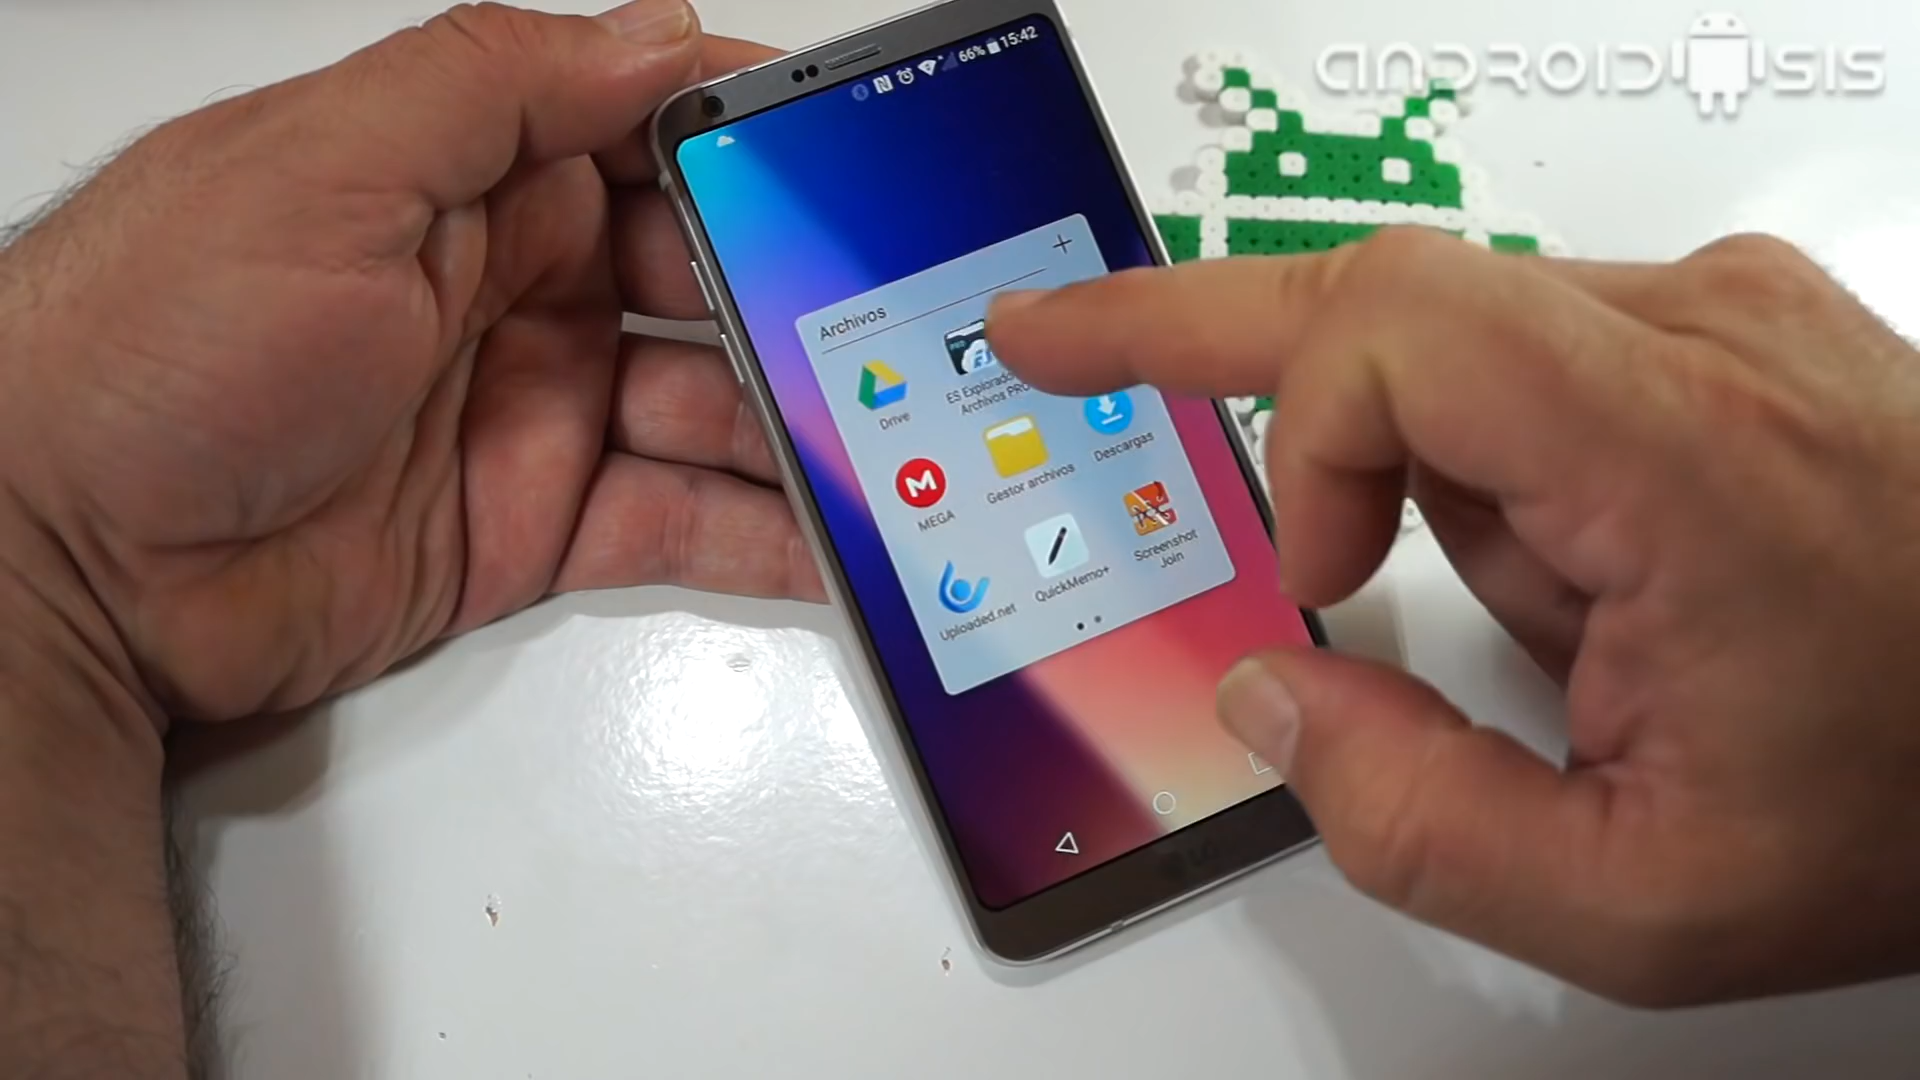 66% 15:42
ANDROIDSIS
Archivos
+
Drive
ES Explorador
Archivos PRO
Descargas
MEGA
Gestor archivos
Screenshot
Join
Uploaded.net
QuickMemo+
LG